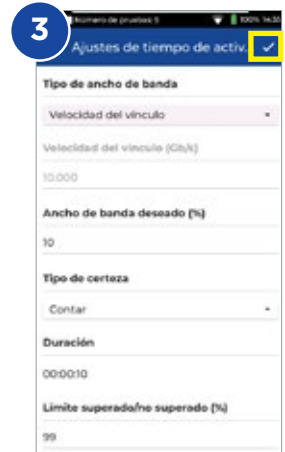 3
Número de pruebas: 5 100% 14:35
Ajustes de tiempo de activ.
Tipo de ancho de banda
Velocidad del vínculo
Velocidad del vínculo (Gb/s)
10.000
Ancho de banda deseado (%)
10
Tipo de certeza
Contar
Duración
00:00:10
Límite superado/no superado (%)
99